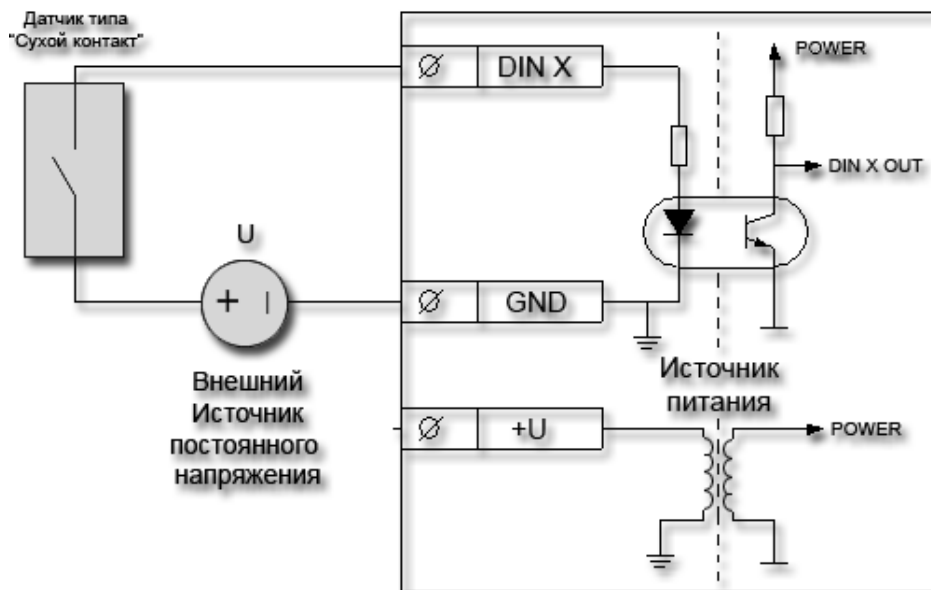 Датчик типа
"Сухой контакт"
DIN X
POWER
DIN X OUT
U
+ -
GND
Внешний
Источник
постоянного
напряжения
Источник
питания
+U
POWER